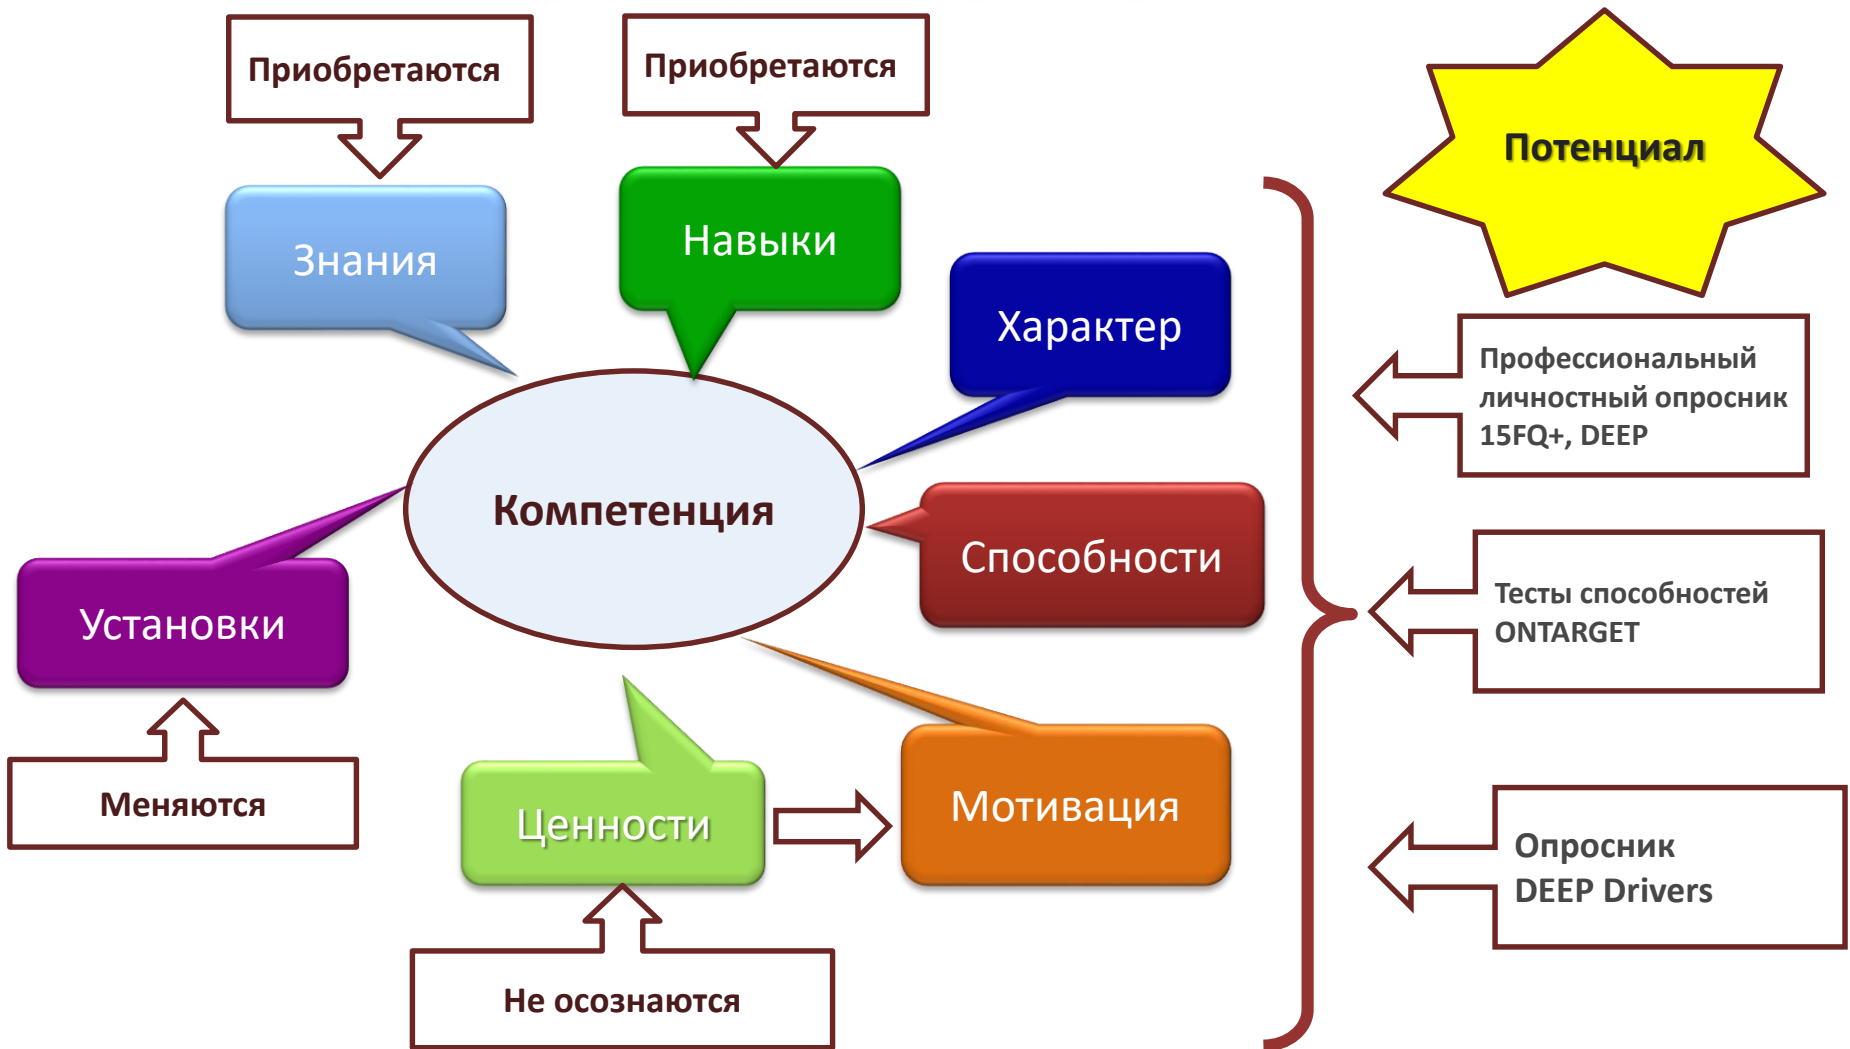 Приобретаются
Приобретаются
Потенциал
Знания
Навыки
Характер
Профессиональный
личностный опросник
15FQ+, DEEP
Компетенция
Способности
Тесты способностей
ONTARGET
Установки
Меняются
Ценности
Мотивация
Опросник
DEEP Drivers
Не осознаются